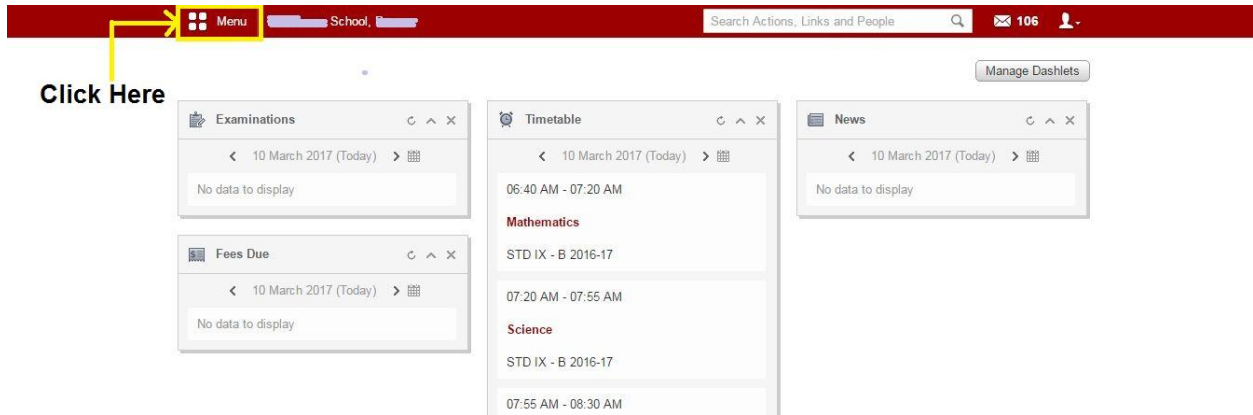 Menu
School,
Search Actions, Links and People
106
Click Here
Manage Dashlets
Examinations
10 March 2017 (Today)
No data to display
Fees Due
10 March 2017 (Today)
No data to display
Timetable
10 March 2017 (Today)
06:40 AM - 07:20 AM
Mathematics
STD IX - B 2016-17
07:20 AM - 07:55 AM
Science
STD IX - B 2016-17
07:55 AM - 08:30 AM
News
10 March 2017 (Today)
No data to display